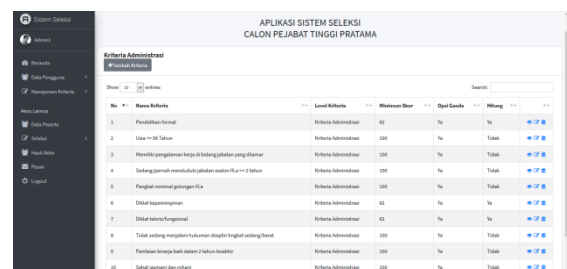 Sistem Seleksi
Admin1
Beranda
Data Pengguna
Manajemen Kriteria
Menu Lainnya
Data Peserta
Seleksi
Hasil Akhir
Pesan
Logout
APLIKASI SISTEM SELEKSI
CALON PEJABAT TINGGI PRATAMA
Kriteria Administrasi
+Tambah Kriteria
Show 10 entries Search:
No Nama Kriteria Level Kriteria Minimum Skor Opsi Ganda Hitung
1 Pendidikan formal Kriteria Administrasi 62 Ya Ya
2 Usia <= 58 Tahun Kriteria Administrasi 100 Ya Tidak
3 Memiliki pengalaman kerja di bidang jabatan yang dilamar Kriteria Administrasi 100 Ya Tidak
4 Sedang/pernah menduduki jabatan eselon III.a >= 2 tahun Kriteria Administrasi 100 Ya Tidak
5 Pangkat minimal golongan IV.a Kriteria Administrasi 100 Ya Tidak
6 Diklat kepemimpinan Kriteria Administrasi 62 Ya Ya
7 Diklat teknis/fungsional Kriteria Administrasi 62 Ya Ya
8 Tidak sedang menjalani hukuman disiplin tingkat sedang/berat Kriteria Administrasi 100 Ya Tidak
9 Penilaian kinerja baik dalam 2 tahun terakhir Kriteria Administrasi 100 Ya Tidak
10 Sehat jasmani dan rohani Kriteria Administrasi 100 Ya Tidak